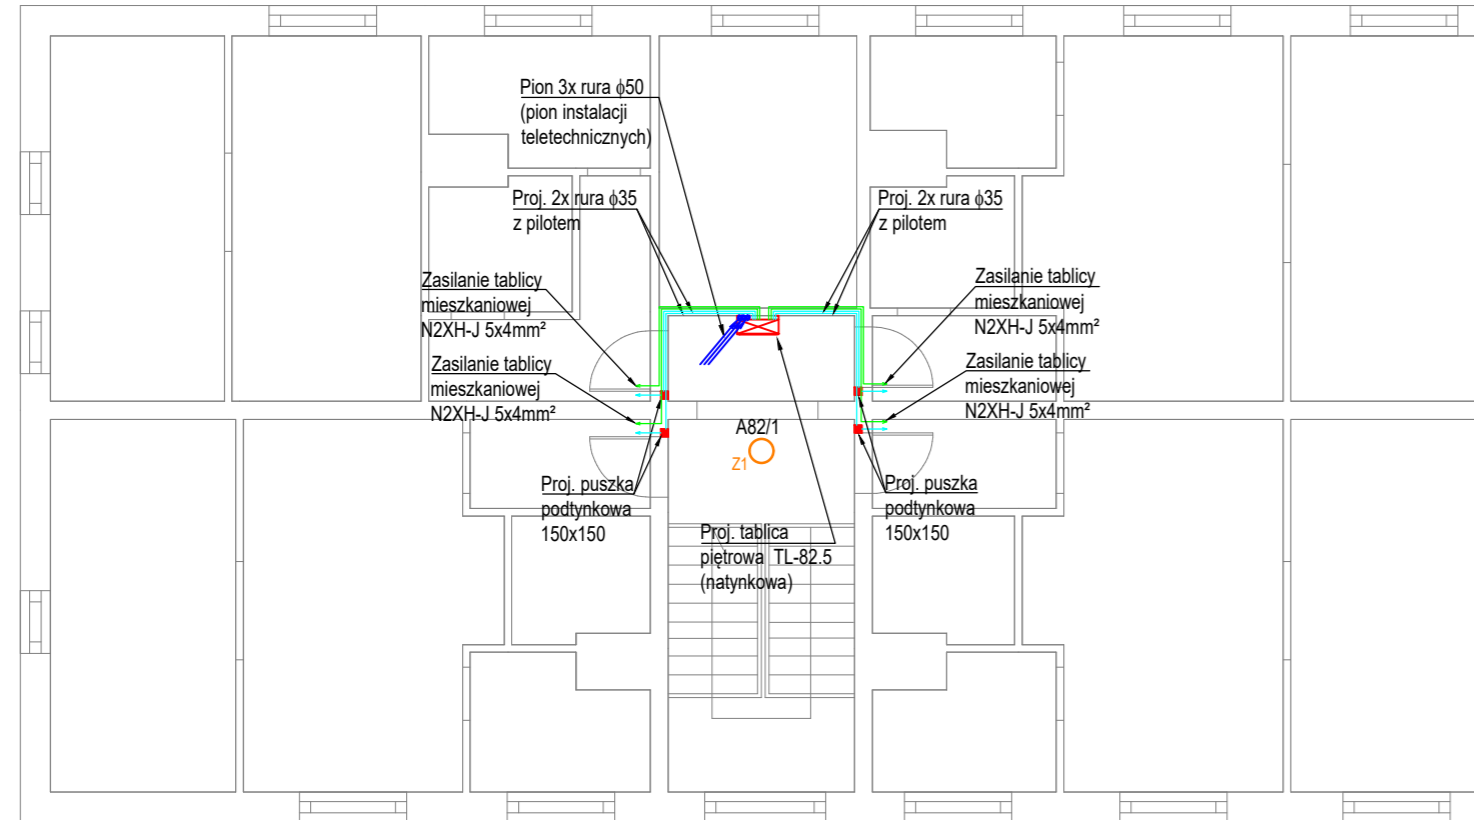 Pion 3x rura ϕ50
(pion instalacji
teletechnicznych)
Proj. 2x rura ϕ35
z pilotem
Proj. 2x rura ϕ35
z pilotem
Zasilanie tablicy
mieszkaniowej
N2XH-J 5x4mm²
Zasilanie tablicy
mieszkaniowej
N2XH-J 5x4mm²
Zasilanie tablicy
mieszkaniowej
N2XH-J 5x4mm²
Zasilanie tablicy
mieszkaniowej
N2XH-J 5x4mm²
A82/1
Z1
Proj. puszka
podtynkowa
150x150
Proj. puszka
podtynkowa
150x150
Proj. tablica
piętrowa TL-82.5
(natynkowa)